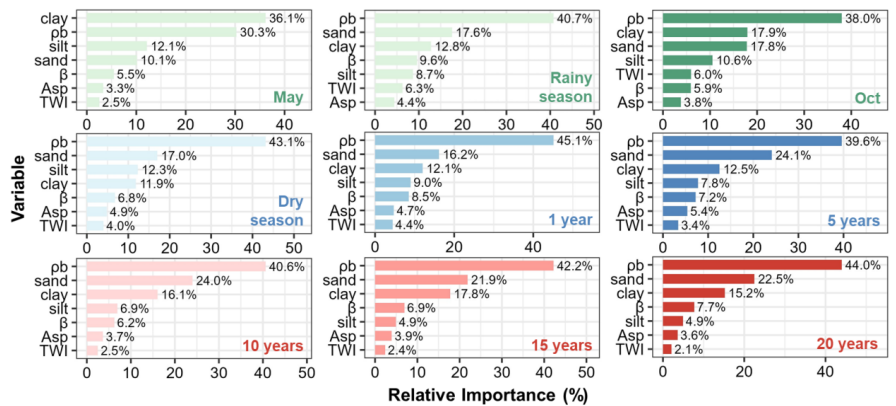 clay 36.1%
ρb 30.3%
silt 12.1%
sand 10.1%
β 5.5%
Asp 3.3%
TWI 2.5%
May
0 10 20 30 40
ρb 40.7%
sand 17.6%
clay 12.8%
β 9.6%
silt 8.7%
TWI 6.3%
Asp 4.4%
Rainy
season
0 10 20 30 40 50
ρb 38.0%
clay 17.9%
sand 17.8%
silt 10.6%
TWI 6.0%
β 5.9%
Asp 3.8%
Oct
0 10 20 30 40
Variable
ρb 43.1%
sand 17.0%
silt 12.3%
clay 11.9%
β 6.8%
Asp 4.9%
TWI 4.0%
Dry
season
0 10 20 30 40 50
ρb 45.1%
sand 16.2%
clay 12.1%
silt 9.0%
β 8.5%
Asp 4.7%
TWI 4.4%
1 year
0 20 40
ρb 39.6%
sand 24.1%
clay 12.5%
silt 7.8%
β 7.2%
Asp 5.4%
TWI 3.4%
5 years
0 10 20 30 40
ρb 40.6%
sand 24.0%
clay 16.1%
silt 6.9%
β 6.2%
Asp 3.7%
TWI 2.5%
10 years
0 10 20 30 40 50
ρb 42.2%
sand 21.9%
clay 17.8%
β 6.9%
silt 4.9%
Asp 3.9%
TWI 2.4%
15 years
0 10 20 30 40 50
ρb 44.0%
sand 22.5%
clay 15.2%
β 7.7%
silt 4.9%
Asp 3.6%
TWI 2.1%
20 years
0 20 40
Relative Importance (%)